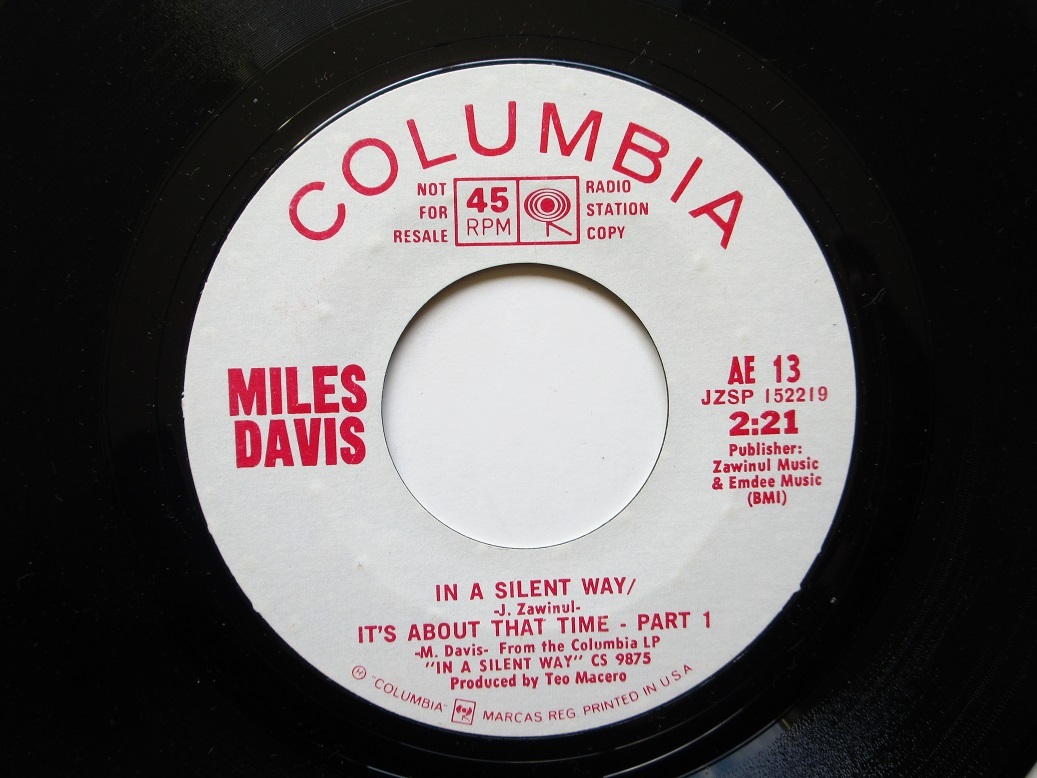 COLUMBIA
NOT
FOR
RESALE
45
RPM
RADIO
STATION
COPY
MILES
DAVIS
AE 13
JZSP 152219
2:21
Publisher:
Zawinul Music
& Emdee Music
(BMI)
IN A SILENT WAY/
-J. Zawinul-
IT'S ABOUT THAT TIME - PART 1
-M. Davis- From the Columbia LP
"IN A SILENT WAY" CS 9875
Produced by Teo Macero
Ⓗ "COLUMBIA" MARCAS REG PRINTED IN U S A